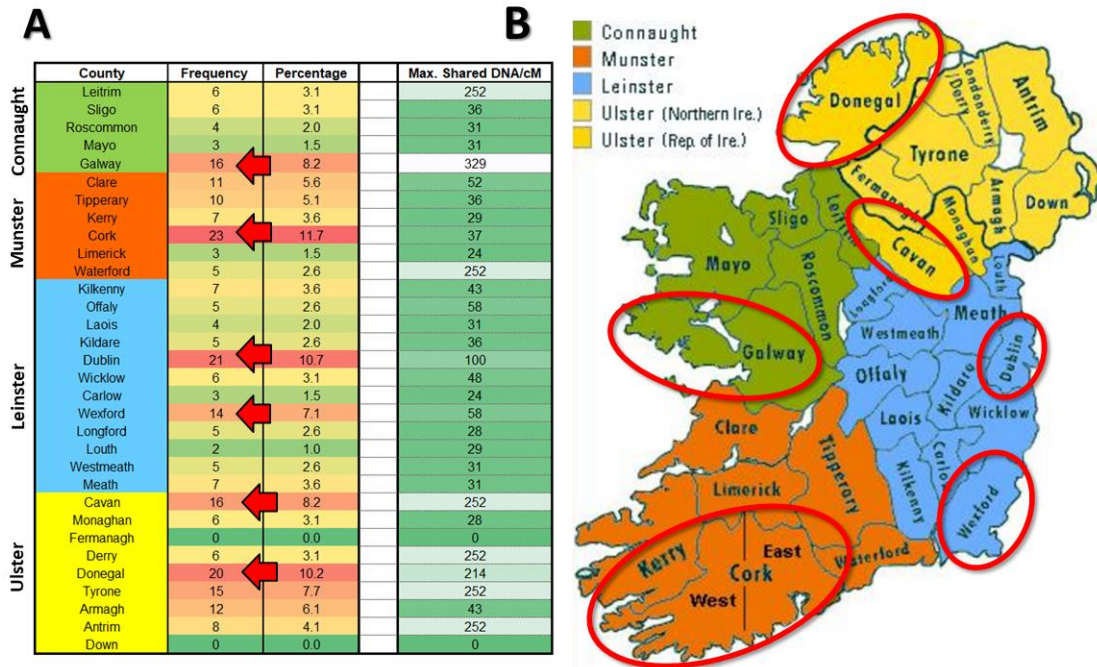 A
County Frequency Percentage Max. Shared DNA/cM
Connaught
Leitrim 6 3.1 252
Sligo 6 3.1 36
Roscommon 4 2.0 31
Mayo 3 1.5 31
Galway 16 8.2 329
Munster
Clare 11 5.6 52
Tipperary 10 5.1 36
Kerry 7 3.6 29
Cork 23 11.7 37
Limerick 3 1.5 24
Waterford 5 2.6 252
Leinster
Kilkenny 7 3.6 43
Offaly 5 2.6 58
Laois 4 2.0 31
Kildare 5 2.6 36
Dublin 21 10.7 100
Wicklow 6 3.1 48
Carlow 3 1.5 24
Wexford 14 7.1 58
Longford 5 2.6 28
Louth 2 1.0 29
Westmeath 5 2.6 31
Meath 7 3.6 31
Ulster
Cavan 16 8.2 252
Monaghan 6 3.1 28
Fermanagh 0 0.0 0
Derry 6 3.1 252
Donegal 20 10.2 214
Tyrone 15 7.7 252
Armagh 12 6.1 43
Antrim 8 4.1 252
Down 0 0.0 0
B
Connaught
Munster
Leinster
Ulster (Northern Ire.)
Ulster (Rep. of Ire.)
Donegal
Londonderry
/Derry
Antrim
Tyrone
Fermanagh
Armagh
Down
Monaghan
Cavan
Sligo
Leitrim
Mayo
Roscommon
Galway
Longford
Louth
Meath
Westmeath
Dublin
Offaly
Kildare
Wicklow
Laois
Carlow
Kilkenny
Wexford
Clare
Tipperary
Limerick
Kerry
East
Cork
West
Waterford